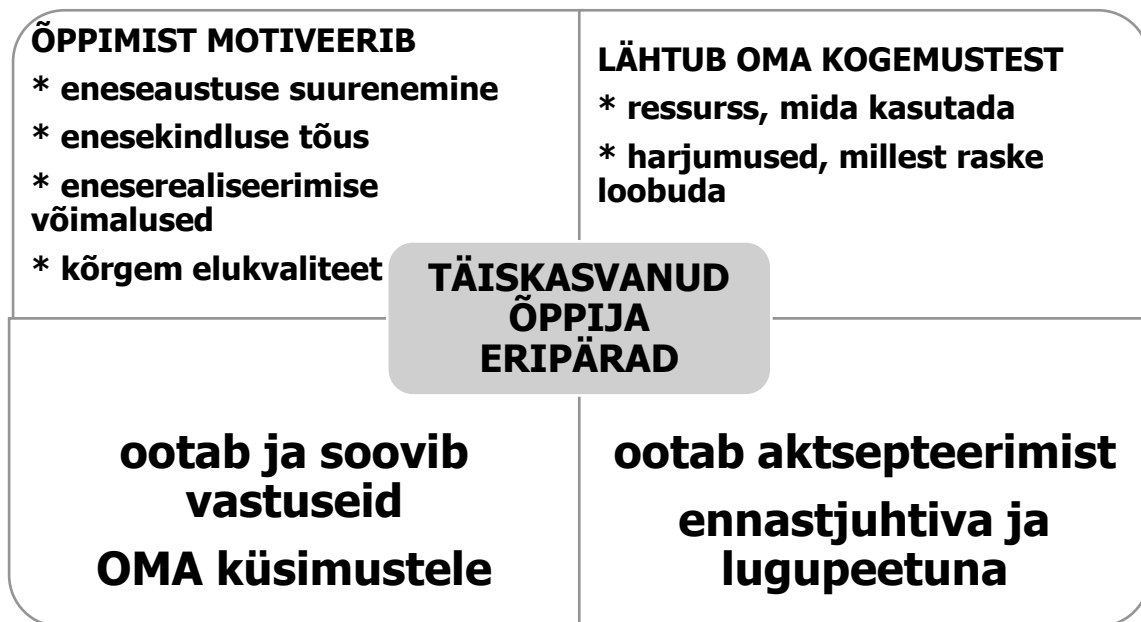 ÕPPIMIST MOTIVEERIB
* eneseaustuse suurenemine
* enesekindluse tõus
* eneserealiseerimise
võimalused
* kõrgem elukvaliteet
LÄHTUB OMA KOGEMUSTEST
* ressurss, mida kasutada
* harjumused, millest raske
loobuda
TÄISKASVANUD
ÕPPIJA
ERIPÄRAD
ootab ja soovib
vastuseid
OMA küsimustele
ootab aktsepteerimist
ennastjuhtiva ja
lugupeetuna